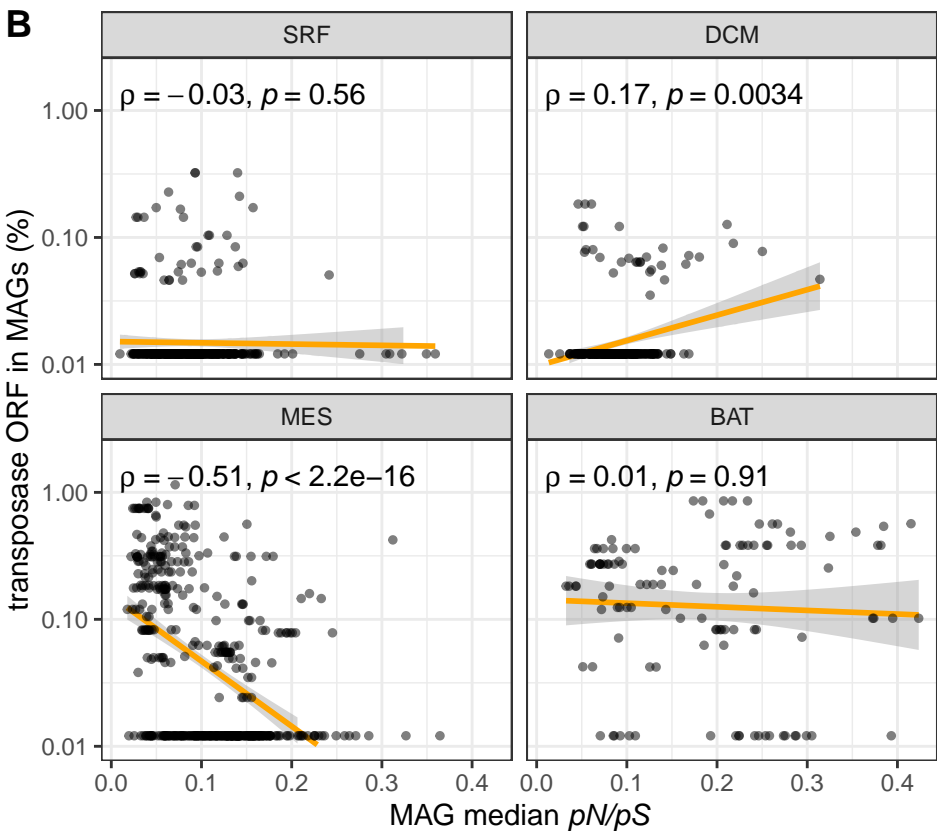 B
SRF
DCM
ρ = −0.03, p = 0.56
ρ = 0.17, p = 0.0034
1.00
0.10
0.01
MES
BAT
ρ = −0.51, p < 2.2e−16
ρ = 0.01, p = 0.91
1.00
0.10
0.01
transposase ORF in MAGs (%)
0.0 0.1 0.2 0.3 0.4 0.0 0.1 0.2 0.3 0.4
MAG median pN/pS